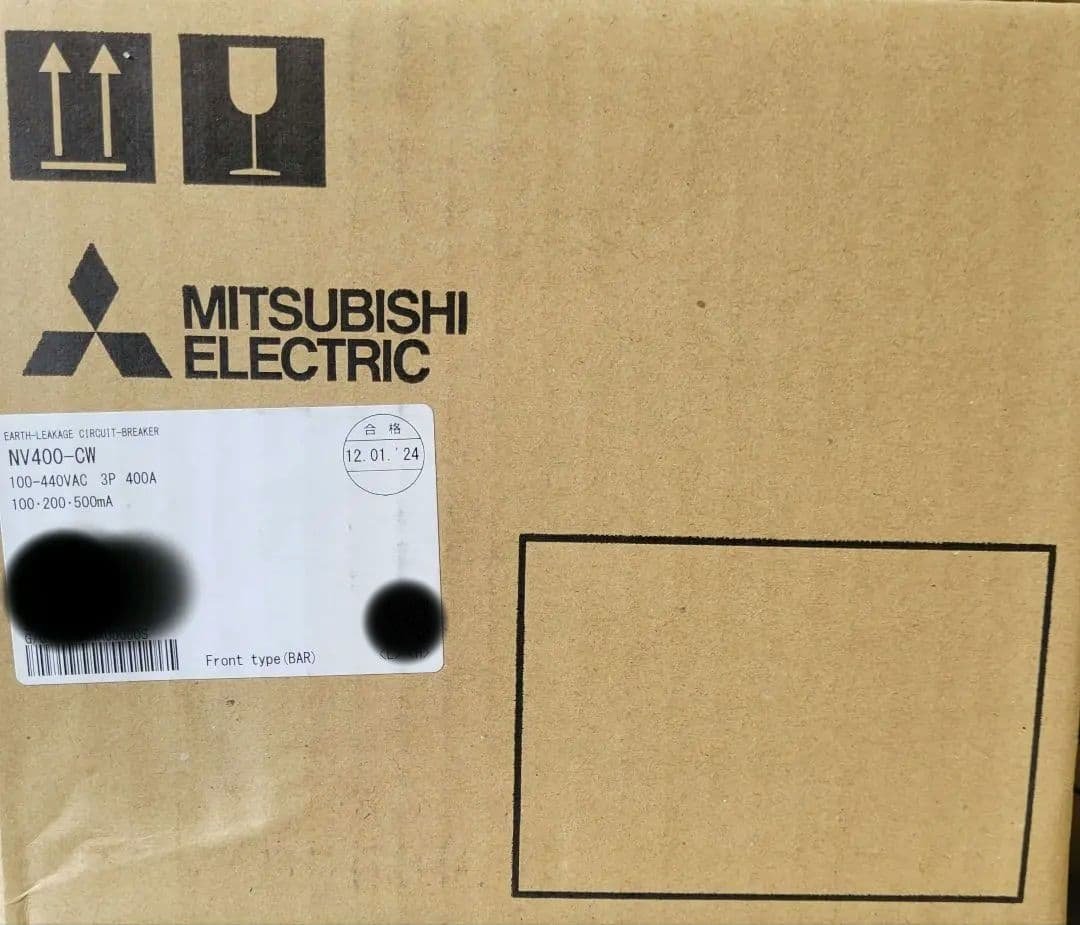 MITSUBISHI
ELECTRIC
EARTH-LEAKAGE CIRCUIT-BREAKER
NV400-CW
100-440VAC 3P 400A
100·200·500mA
合格
12.01.'24
Front type(BAR)